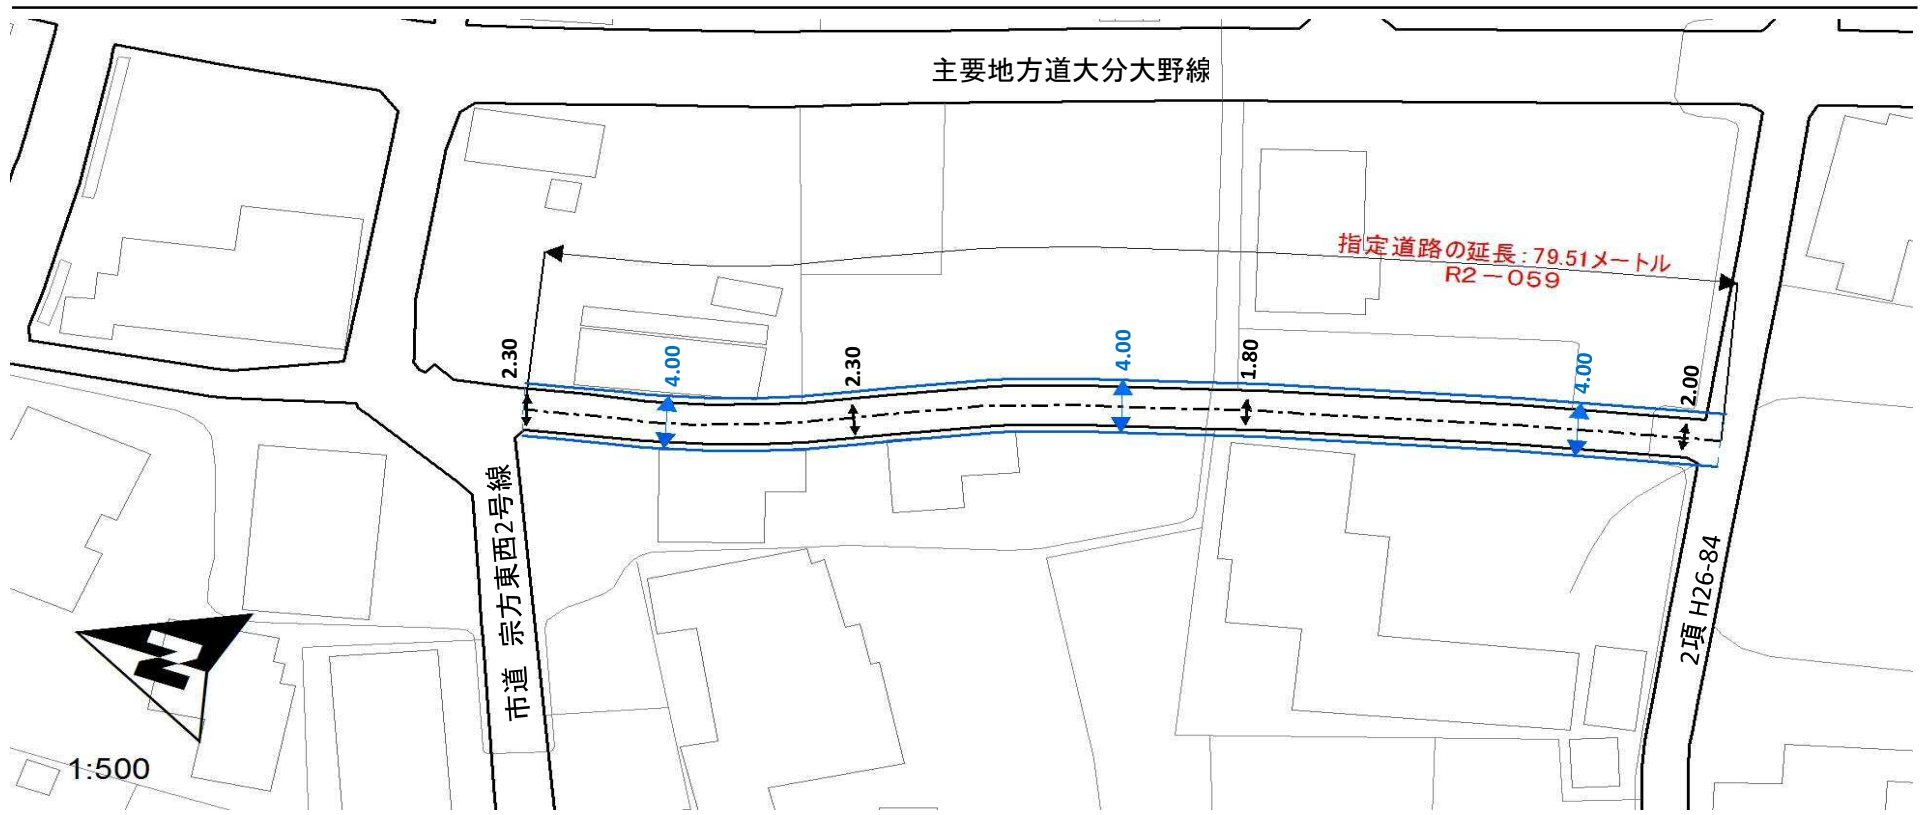 主要地方道大分大野線
指定道路の延長:79.51メートル
R2-059
2.30
4.00
2.30
4.00
1.80
4.00
2.00
市道 宗方東西2号線
2項 H26-84
N
1:500